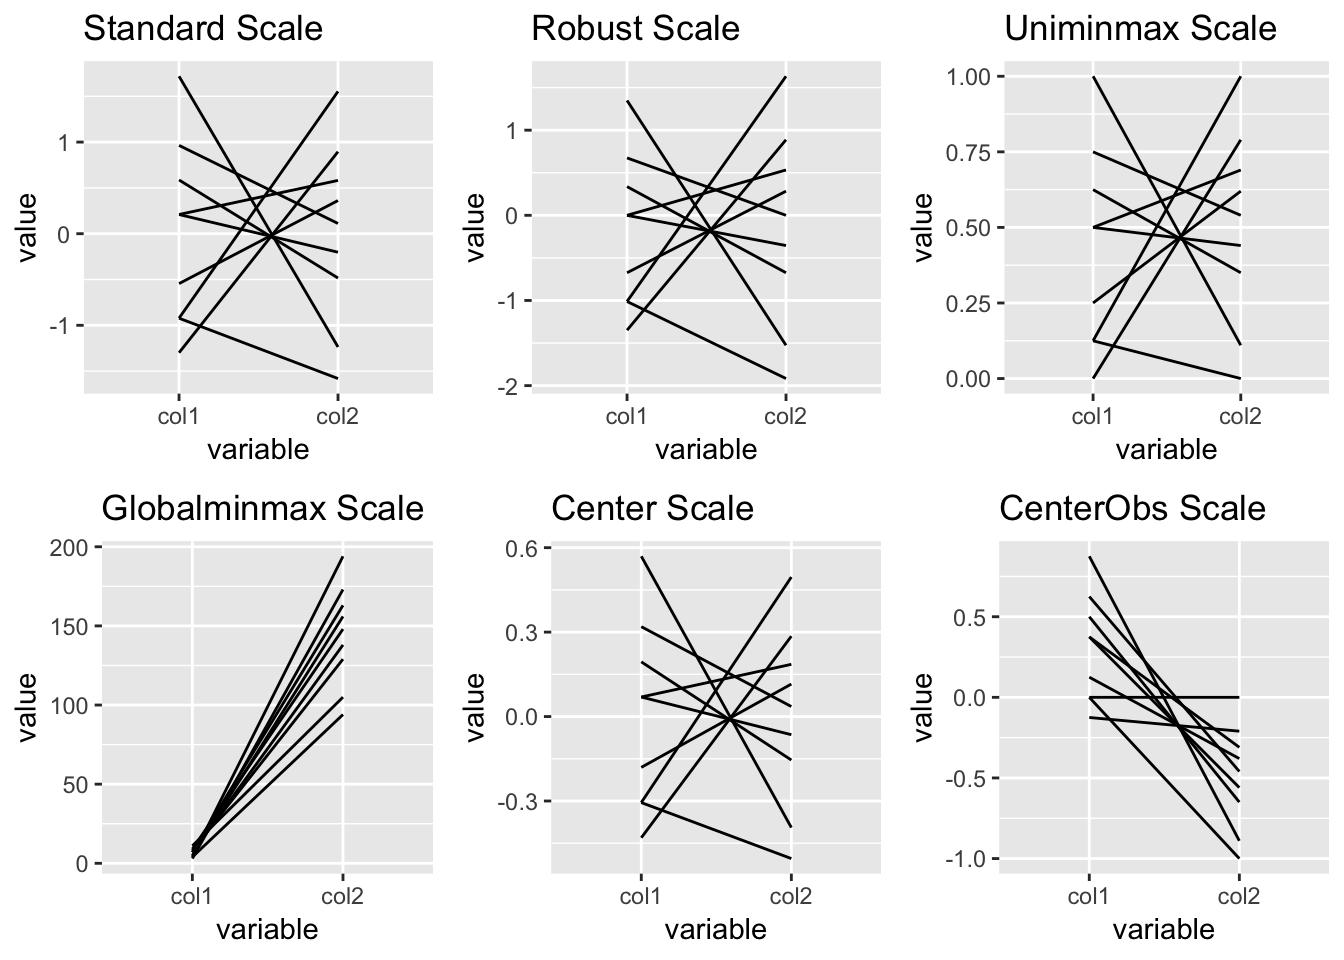 Standard Scale
value
1
0
-1
col1 col2
variable
Robust Scale
value
1
0
-1
-2
col1 col2
variable
Uniminmax Scale
value
1.00
0.75
0.50
0.25
0.00
col1 col2
variable
Globalminmax Scale
value
200
150
100
50
0
col1 col2
variable
Center Scale
value
0.6
0.3
0.0
-0.3
col1 col2
variable
CenterObs Scale
value
0.5
0.0
-0.5
-1.0
col1 col2
variable